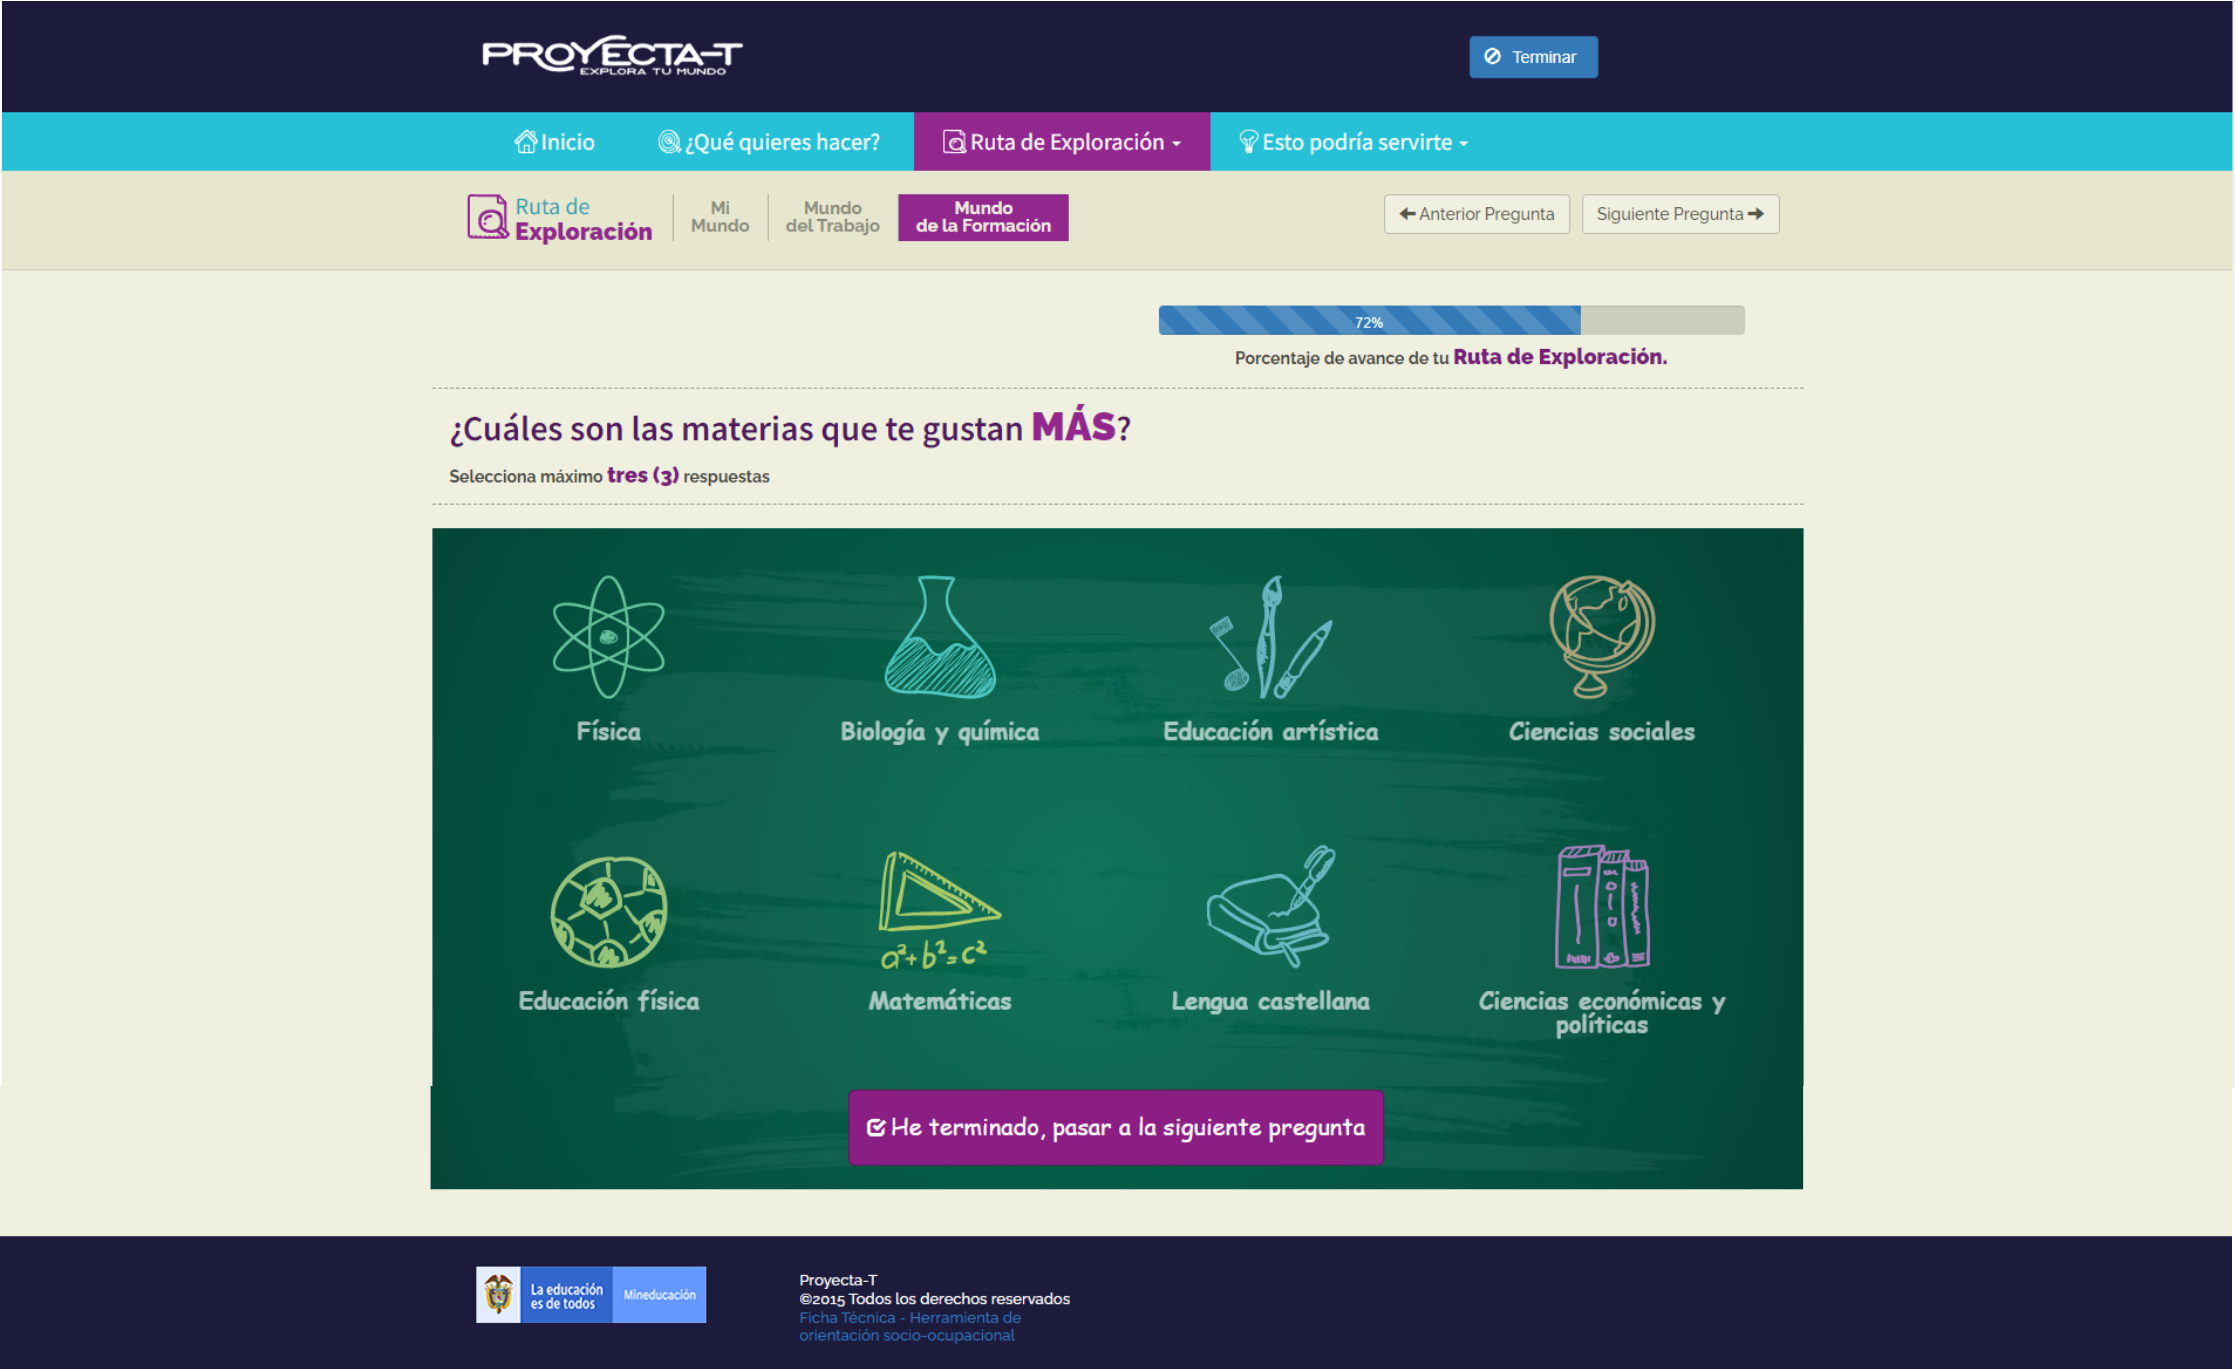 PROYECTA-T
EXPLORA TU MUNDO
Terminar
Inicio
¿Qué quieres hacer?
Ruta de Exploración
Esto podría servirte
Ruta de
Exploración
Mi
Mundo
Mundo
del Trabajo
Mundo
de la Formación
Anterior Pregunta
Siguiente Pregunta
72%
Porcentaje de avance de tu Ruta de Exploración.
¿Cuáles son las materias que te gustan MÁS?
Selecciona máximo tres (3) respuestas
Física
Biología y química
Educación artística
Ciencias sociales
a²+b²=c²
Educación física
Matemáticas
Lengua castellana
Ciencias económicas y
políticas
He terminado, pasar a la siguiente pregunta
La educación
es de todos
Mineducación
Proyecta-T
©2015 Todos los derechos reservados
Ficha Técnica - Herramienta de
orientación socio-ocupacional